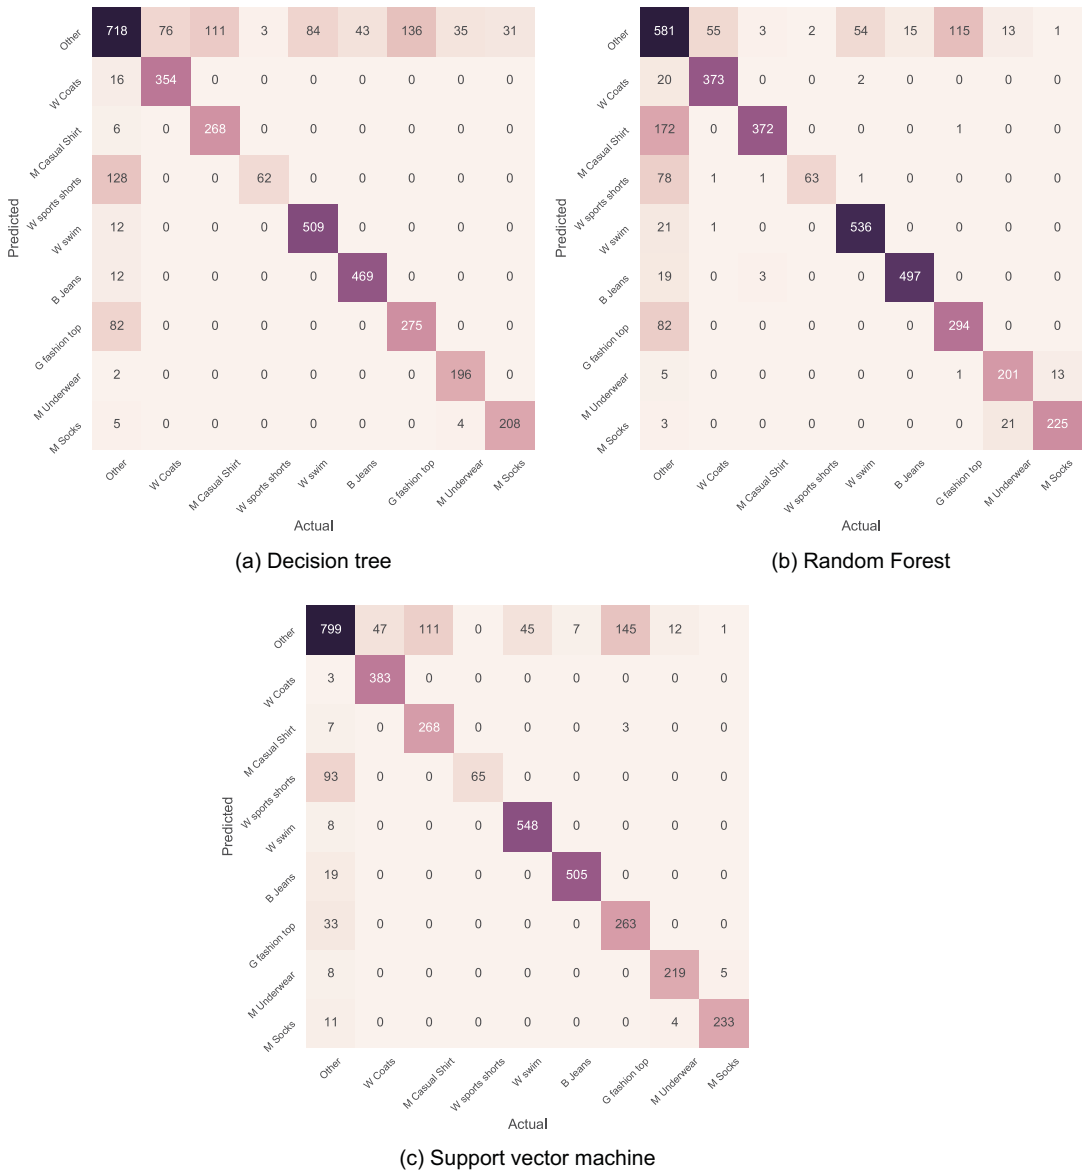 Other 718 76 111 3 84 43 136 35 31
W Coats 16 354 0 0 0 0 0 0 0
M Casual Shirt 6 0 268 0 0 0 0 0 0
W sports shorts 128 0 0 62 0 0 0 0 0
W swim 12 0 0 0 509 0 0 0 0
B Jeans 12 0 0 0 0 469 0 0 0
G fashion top 82 0 0 0 0 0 275 0 0
M Underwear 2 0 0 0 0 0 0 196 0
M Socks 5 0 0 0 0 0 0 4 208
Predicted
Other W Coats M Casual Shirt W sports shorts W swim B Jeans G fashion top M Underwear M Socks
Actual
(a) Decision tree
Other 581 55 3 2 54 15 115 13 1
W Coats 20 373 0 0 2 0 0 0 0
M Casual Shirt 172 0 372 0 0 0 1 0 0
W sports shorts 78 1 1 63 1 0 0 0 0
W swim 21 1 0 0 536 0 0 0 0
B Jeans 19 0 3 0 0 497 0 0 0
G fashion top 82 0 0 0 0 0 294 0 0
M Underwear 5 0 0 0 0 0 1 201 13
M Socks 3 0 0 0 0 0 0 21 225
Predicted
Other W Coats M Casual Shirt W sports shorts W swim B Jeans G fashion top M Underwear M Socks
Actual
(b) Random Forest
Other 799 47 111 0 45 7 145 12 1
W Coats 3 383 0 0 0 0 0 0 0
M Casual Shirt 7 0 268 0 0 0 3 0 0
W sports shorts 93 0 0 65 0 0 0 0 0
W swim 8 0 0 0 548 0 0 0 0
B Jeans 19 0 0 0 0 505 0 0 0
G fashion top 33 0 0 0 0 0 263 0 0
M Underwear 8 0 0 0 0 0 0 219 5
M Socks 11 0 0 0 0 0 0 4 233
Predicted
Other W Coats M Casual Shirt W sports shorts W swim B Jeans G fashion top M Underwear M Socks
Actual
(c) Support vector machine